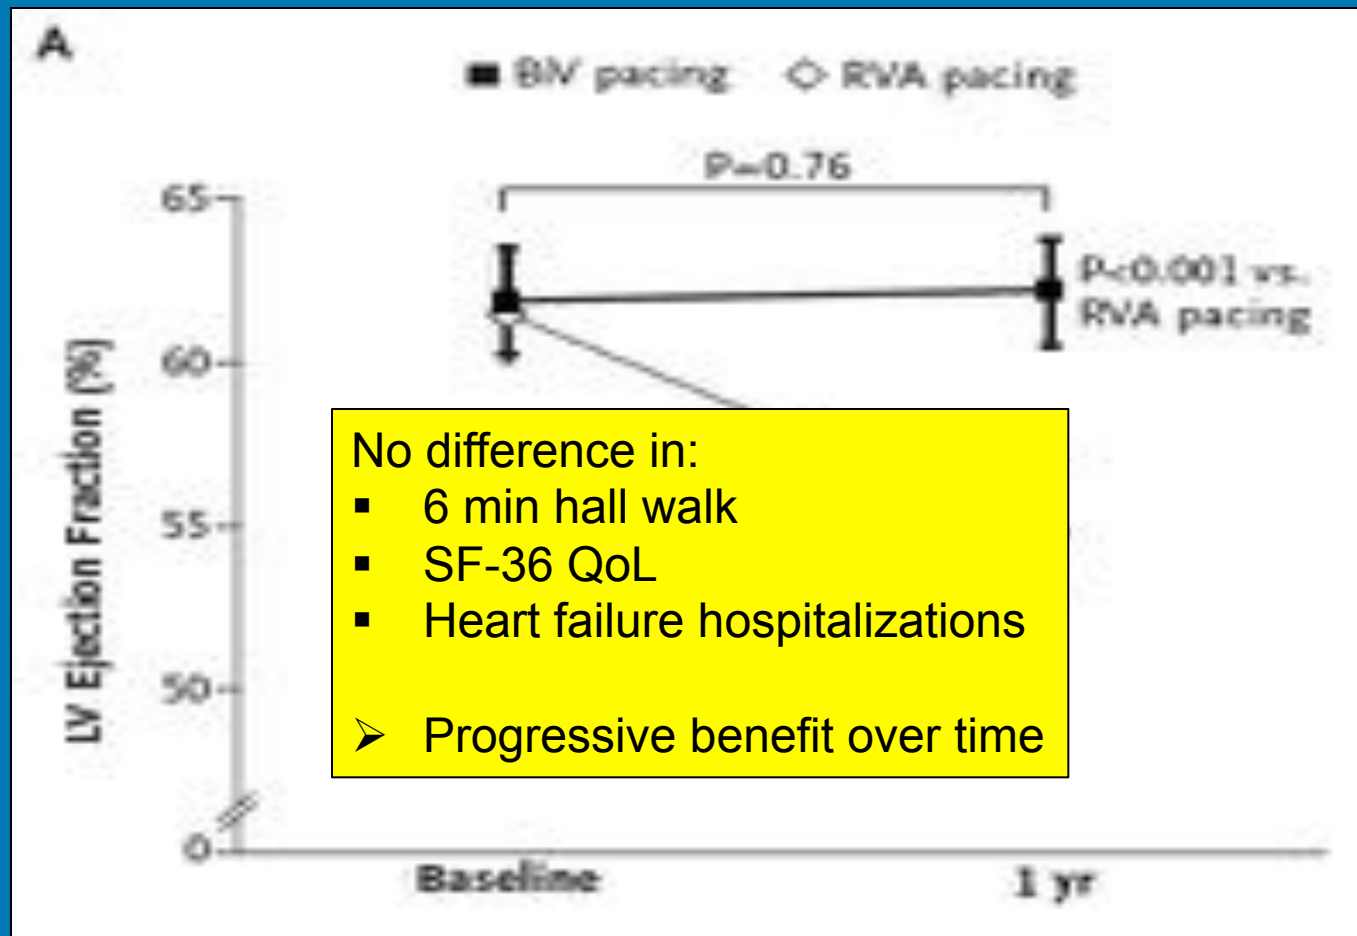 A
■ BIV pacing ◇ RVA pacing
P=0.76
65
P<0.001 vs.
RVA pacing
60
55
50
0
LV Ejection Fraction (%)
No difference in:
▪ 6 min hall walk
▪ SF-36 QoL
▪ Heart failure hospitalizations
➢ Progressive benefit over time
Baseline
1 yr